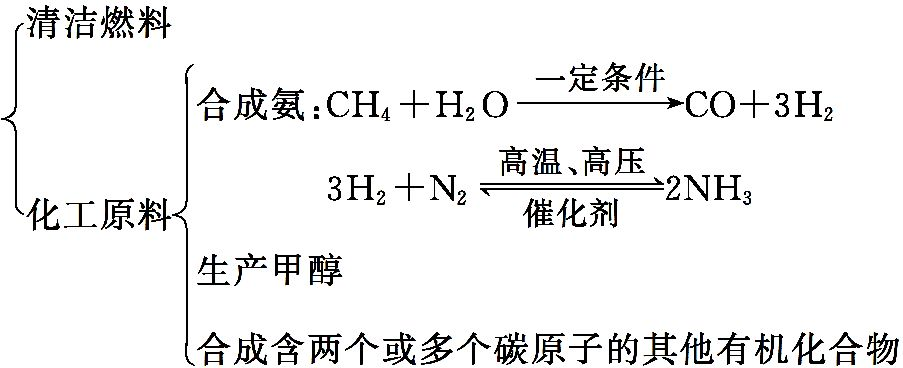 清洁燃料
合成氨:CH₄+H₂O 一定条件→ CO+3H₂
3H₂+N₂ 高温、高压⇌催化剂 2NH₃
化工原料
生产甲醇
合成含两个或多个碳原子的其他有机化合物